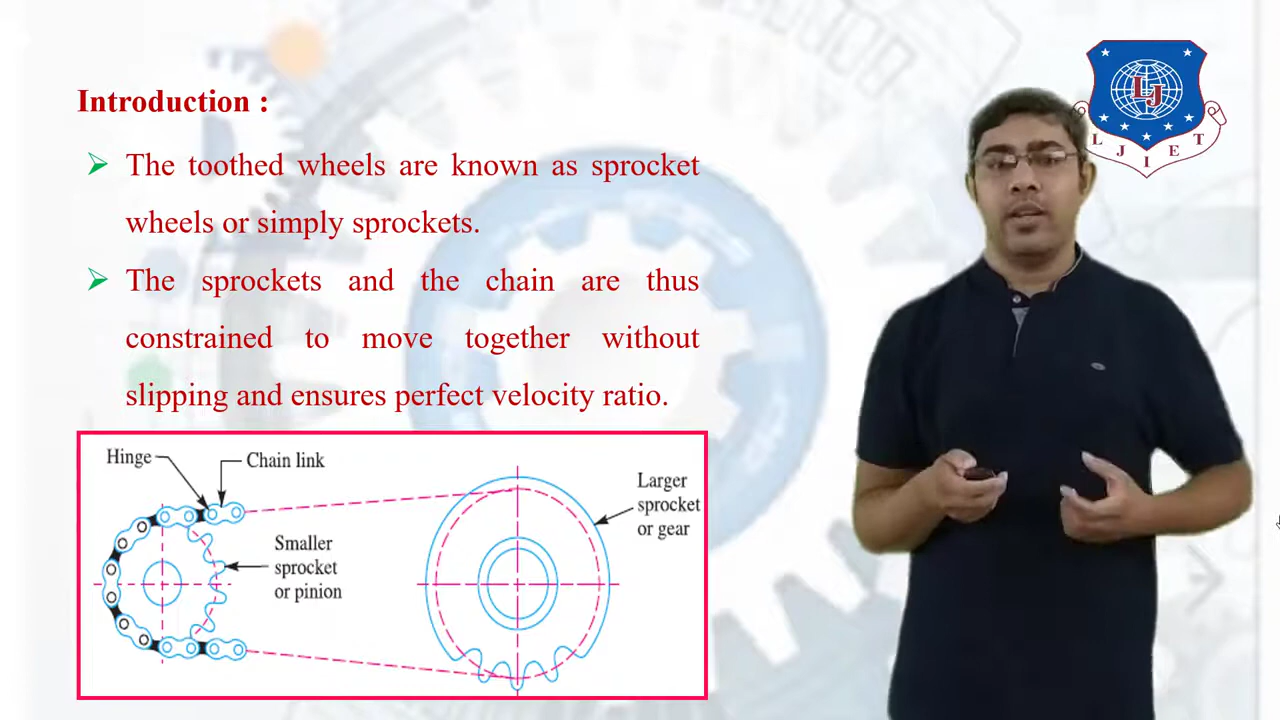 Introduction :
The toothed wheels are known as sprocket
wheels or simply sprockets.
The sprockets and the chain are thus
constrained to move together without
slipping and ensures perfect velocity ratio.
Hinge
Chain link
Smaller
sprocket
or pinion
Larger
sprocket
or gear
LJ
L J I E T